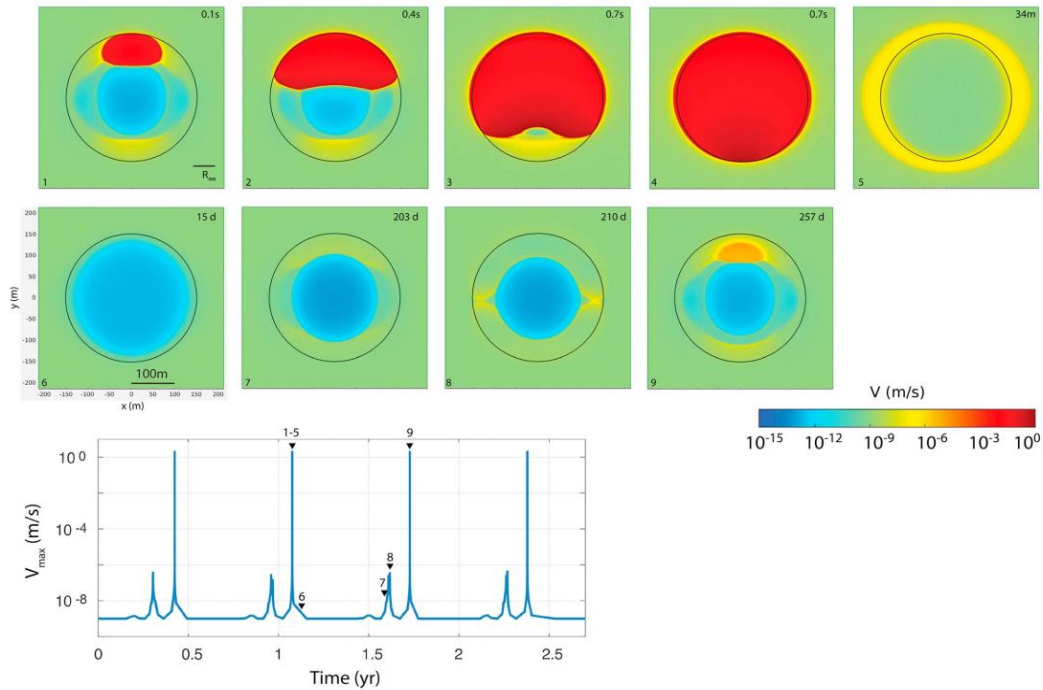 0.1s
0.4s
0.7s
0.7s
34m
R∞
1
2
3
4
5
15 d
203 d
210 d
257 d
y (m)
200
150
100
50
0
-50
-100
-150
-200
100m
6
7
8
9
-200 -150 -100 -50 0 50 100 150 200
x (m)
V (m/s)
10^-15 10^-12 10^-9 10^-6 10^-3 10^0
1-5
9
8
7
6
V_max (m/s)
10^0
10^-4
10^-8
0 0.5 1 1.5 2 2.5
Time (yr)